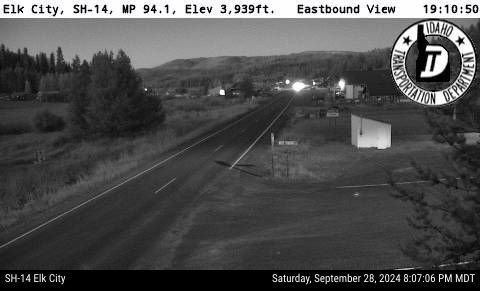 Elk City, SH-14, MP 94.1, Elev 3,939ft.   Eastbound View   19:10:50
IDAHO
TRANSPORTATION DEPARTMENT
SH-14 Elk City
Saturday, September 28, 2024 8:07:06 PM MDT